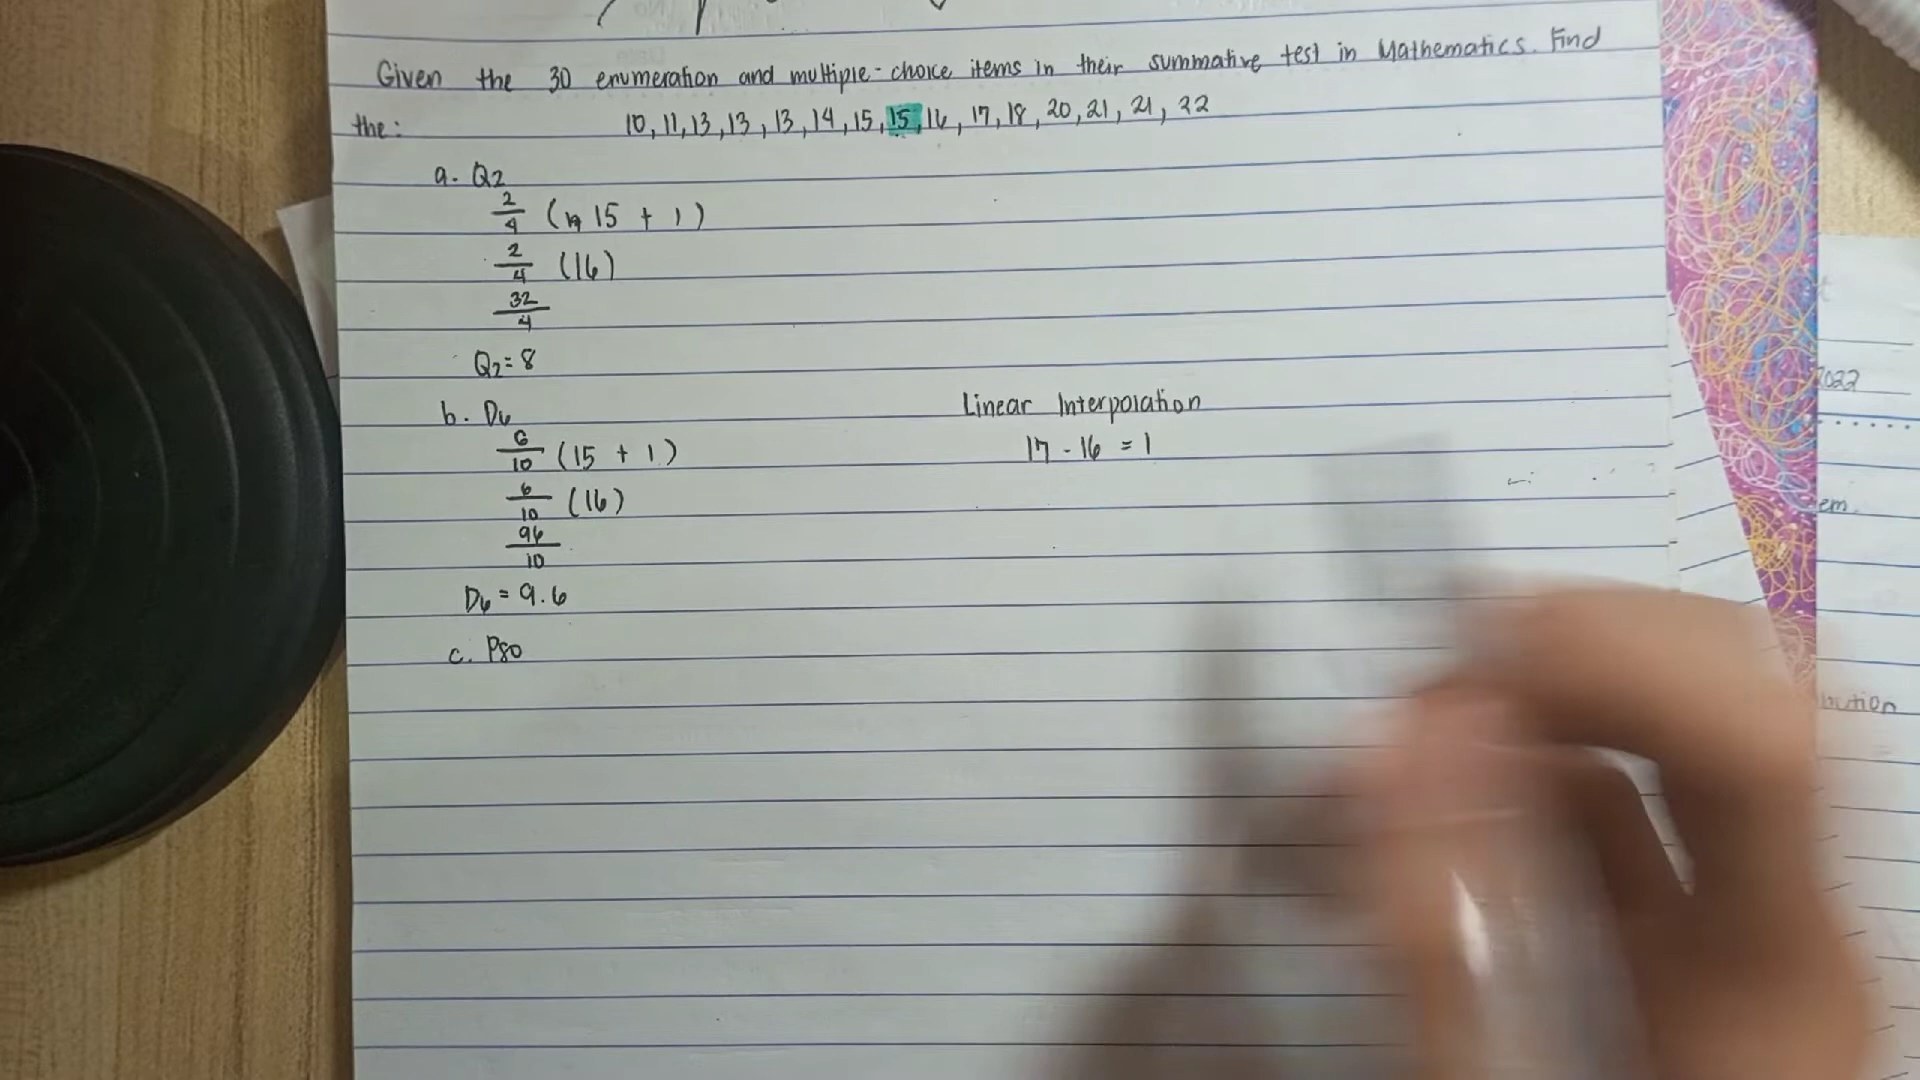 Given the 30 enumeration and multiple-choice items in their summative test in Mathematics. Find
the: 10, 11, 13, 13, 13, 14, 15, 15, 16, 17, 18, 20, 21, 21, 22
a. Q2
2/4 (15 + 1)
2/4 (16)
32/4
Q2 = 8
b. D6
6/10 (15 + 1)
6/10 (16)
96/10
D6 = 9.6
c. P80
Linear Interpolation
17 - 16 = 1
2022
em.
bution